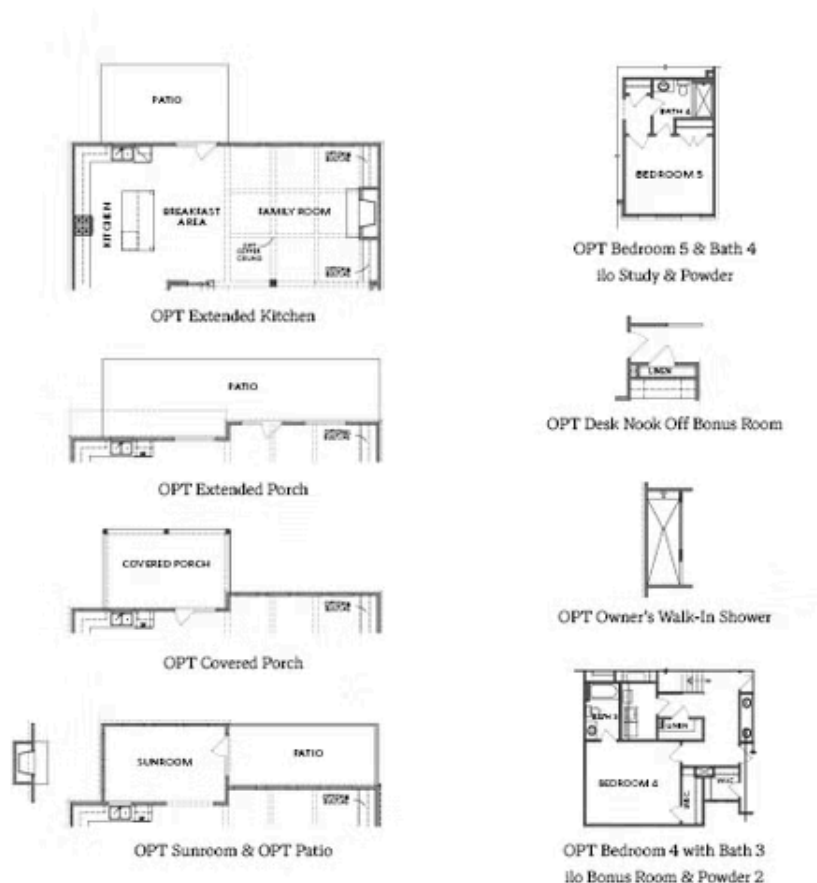 PATIO
KITCHEN
BREAKFAST
AREA
FAMILY ROOM
OPT
COFFER
CEILING
OPT Extended Kitchen
PATIO
OPT Extended Porch
COVERED PORCH
OPT Covered Porch
SUNROOM
PATIO
OPT Sunroom & OPT Patio
BATH 4
BEDROOM 5
OPT Bedroom 5 & Bath 4
ilo Study & Powder
LINEN
OPT Desk Nook Off Bonus Room
OPT Owner's Walk-In Shower
BATH 3
LINEN
BEDROOM 4
W.I.C.
W.I.C.
OPT Bedroom 4 with Bath 3
ilo Bonus Room & Powder 2